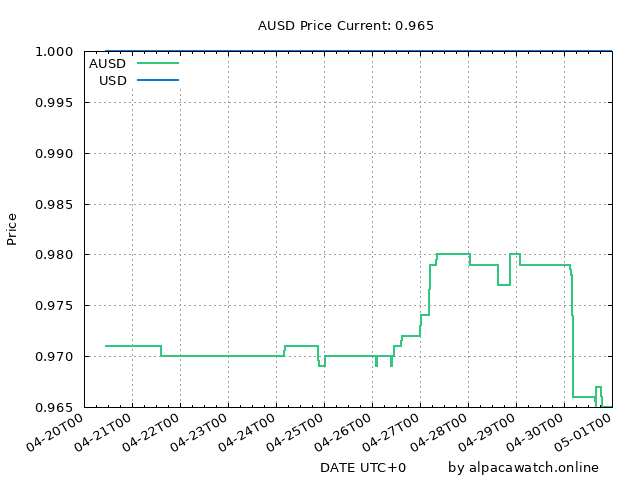 AUSD Price Current: 0.965
1.000
AUSD
USD
0.995
0.990
0.985
Price
0.980
0.975
0.970
0.965
04-20T00
04-21T00
04-22T00
04-23T00
04-24T00
04-25T00
04-26T00
04-27T00
04-28T00
04-29T00
04-30T00
05-01T00
DATE UTC+0
by alpacawatch.online